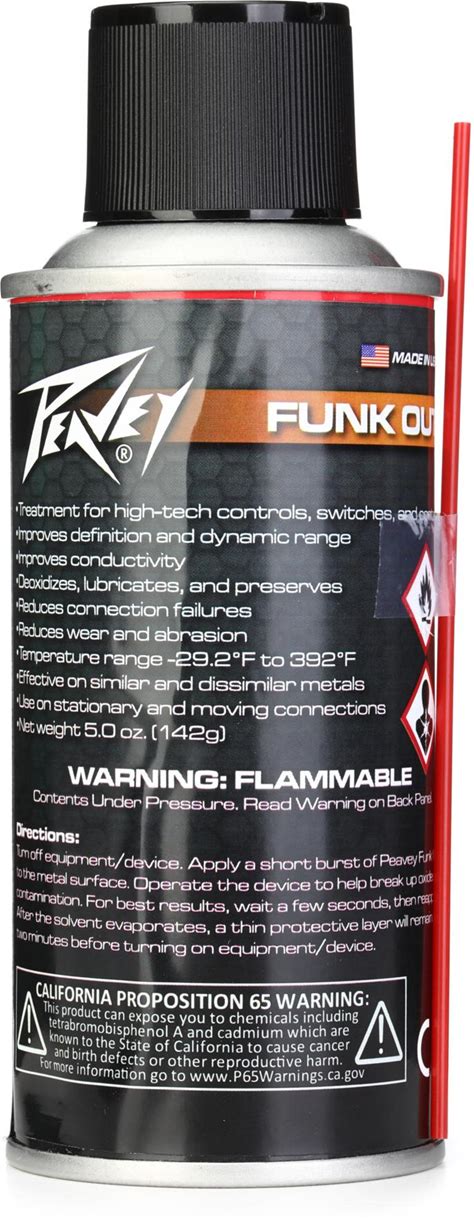 MADE IN US
PEAVEY®
FUNK OUT
•Treatment for high-tech controls, switches, and
•Improves definition and dynamic range
•Improves conductivity
•Deoxidizes, lubricates, and preserves
•Reduces connection failures
•Reduces wear and abrasion
•Temperature range -29.2°F to 392°F
•Effective on similar and dissimilar metals
•Use on stationary and moving connections
•Net weight 5.0 oz. (142g)
WARNING: FLAMMABLE
Contents Under Pressure. Read Warning on Back Panel
Directions:
Turn off equipment/device. Apply a short burst of Peavey Funk
to the metal surface. Operate the device to help break up oxide
contamination. For best results, wait a few seconds, then
After the solvent evaporates, a thin protective layer will remain
two minutes before turning on equipment/device.
CALIFORNIA PROPOSITION 65 WARNING:
This product can expose you to chemicals including
tetrabromobisphenol A and cadmium which are
known to the State of California to cause cancer
and birth defects or other reproductive harm.
For more information go to www.P65Warnings.ca.gov